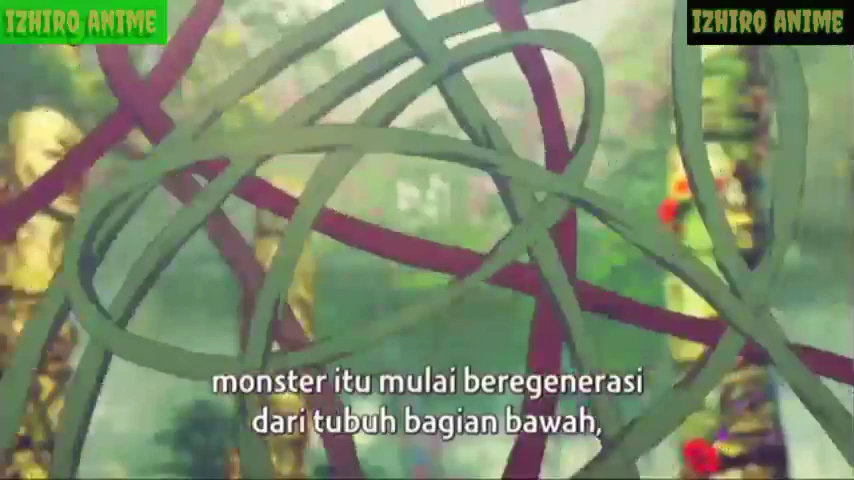 IZHIRO ANIME
IZHIRO ANIME
monster itu mulai beregenerasi
dari tubuh bagian bawah,